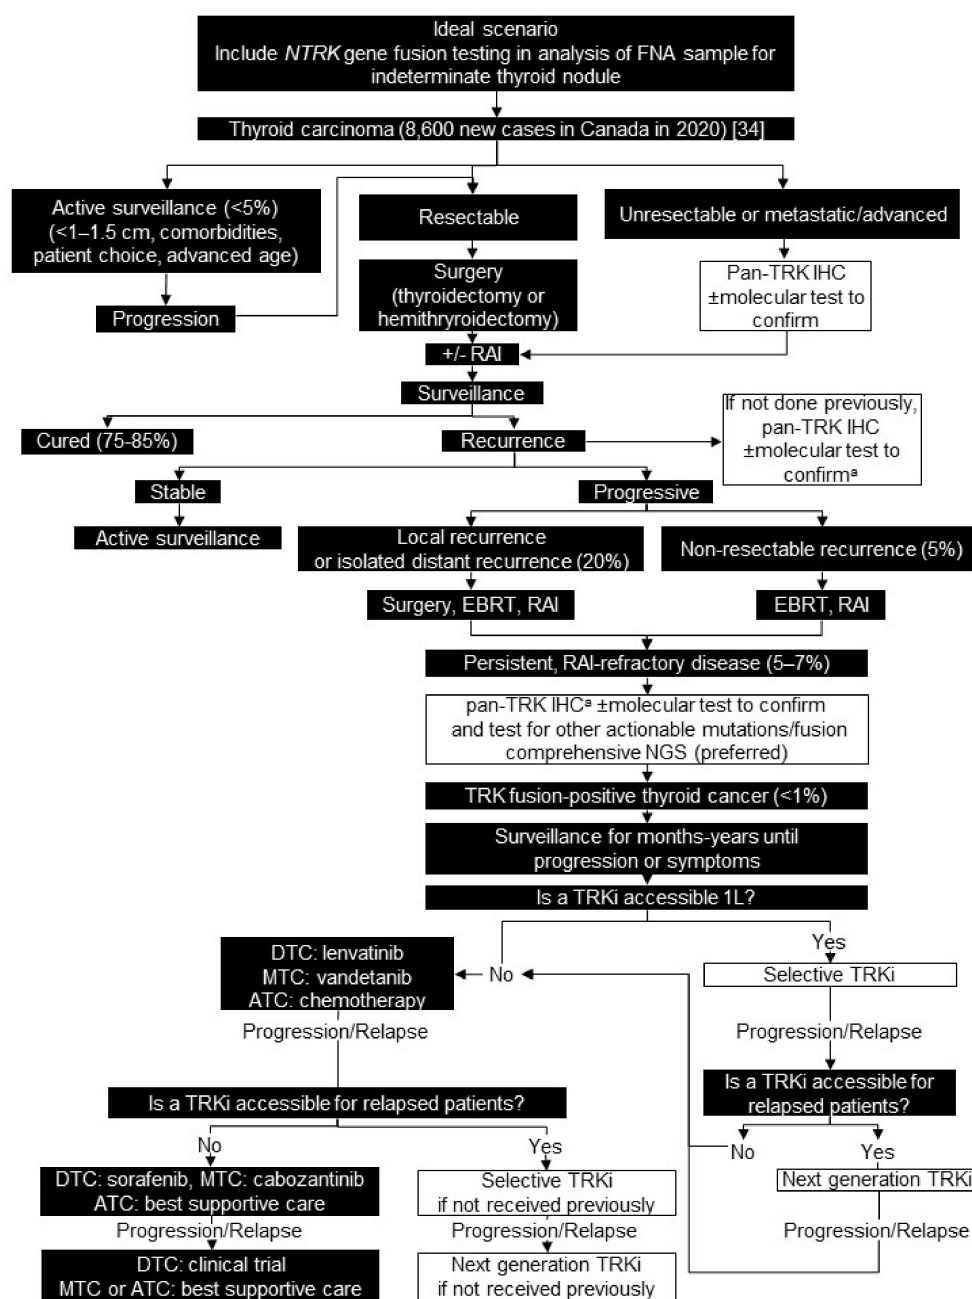 Ideal scenario
Include NTRK gene fusion testing in analysis of FNA sample for
indeterminate thyroid nodule
Thyroid carcinoma (8,600 new cases in Canada in 2020) [34]
Active surveillance (<5%)
(<1–1.5 cm, comorbidities,
patient choice, advanced age)
Resectable
Unresectable or metastatic/advanced
Progression
Surgery
(thyroidectomy or
hemithryroidectomy)
Pan-TRK IHC
±molecular test to
confirm
+/- RAI
Surveillance
Cured (75-85%)
Recurrence
If not done previously,
pan-TRK IHC
±molecular test to
confirmᵃ
Stable
Progressive
Active surveillance
Local recurrence
or isolated distant recurrence (20%)
Non-resectable recurrence (5%)
Surgery, EBRT, RAI
EBRT, RAI
Persistent, RAI-refractory disease (5–7%)
pan-TRK IHCᵃ ±molecular test to confirm
and test for other actionable mutations/fusion
comprehensive NGS (preferred)
TRK fusion-positive thyroid cancer (<1%)
Surveillance for months-years until
progression or symptoms
Is a TRKi accessible 1L?
No
Yes
DTC: lenvatinib
MTC: vandetanib
ATC: chemotherapy
Selective TRKi
Progression/Relapse
Progression/Relapse
Is a TRKi accessible for
relapsed patients?
Is a TRKi accessible for relapsed patients?
No
Yes
No
Yes
DTC: sorafenib, MTC: cabozantinib
ATC: best supportive care
Selective TRKi
if not received previously
Next generation TRKi
Progression/Relapse
Progression/Relapse
Progression/Relapse
DTC: clinical trial
MTC or ATC: best supportive care
Next generation TRKi
if not received previously